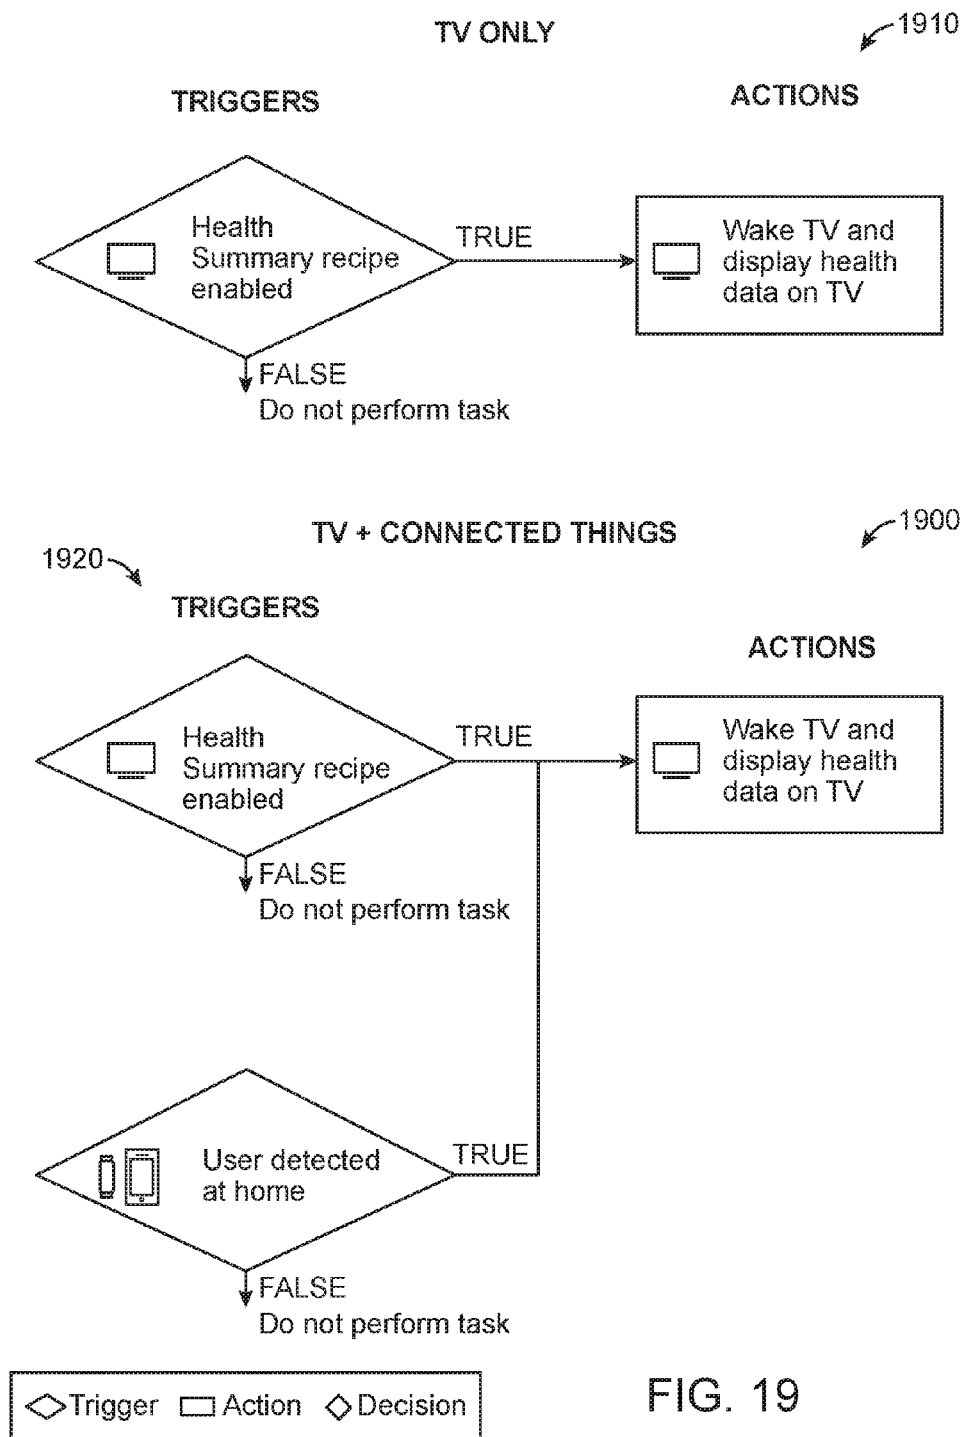 TV ONLY
1910
TRIGGERS
ACTIONS
Health
Summary recipe
enabled
TRUE
Wake TV and
display health
data on TV
FALSE
Do not perform task
TV + CONNECTED THINGS
1900
1920
TRIGGERS
ACTIONS
Health
Summary recipe
enabled
TRUE
Wake TV and
display health
data on TV
FALSE
Do not perform task
User detected
at home
TRUE
FALSE
Do not perform task
Trigger Action Decision
FIG. 19